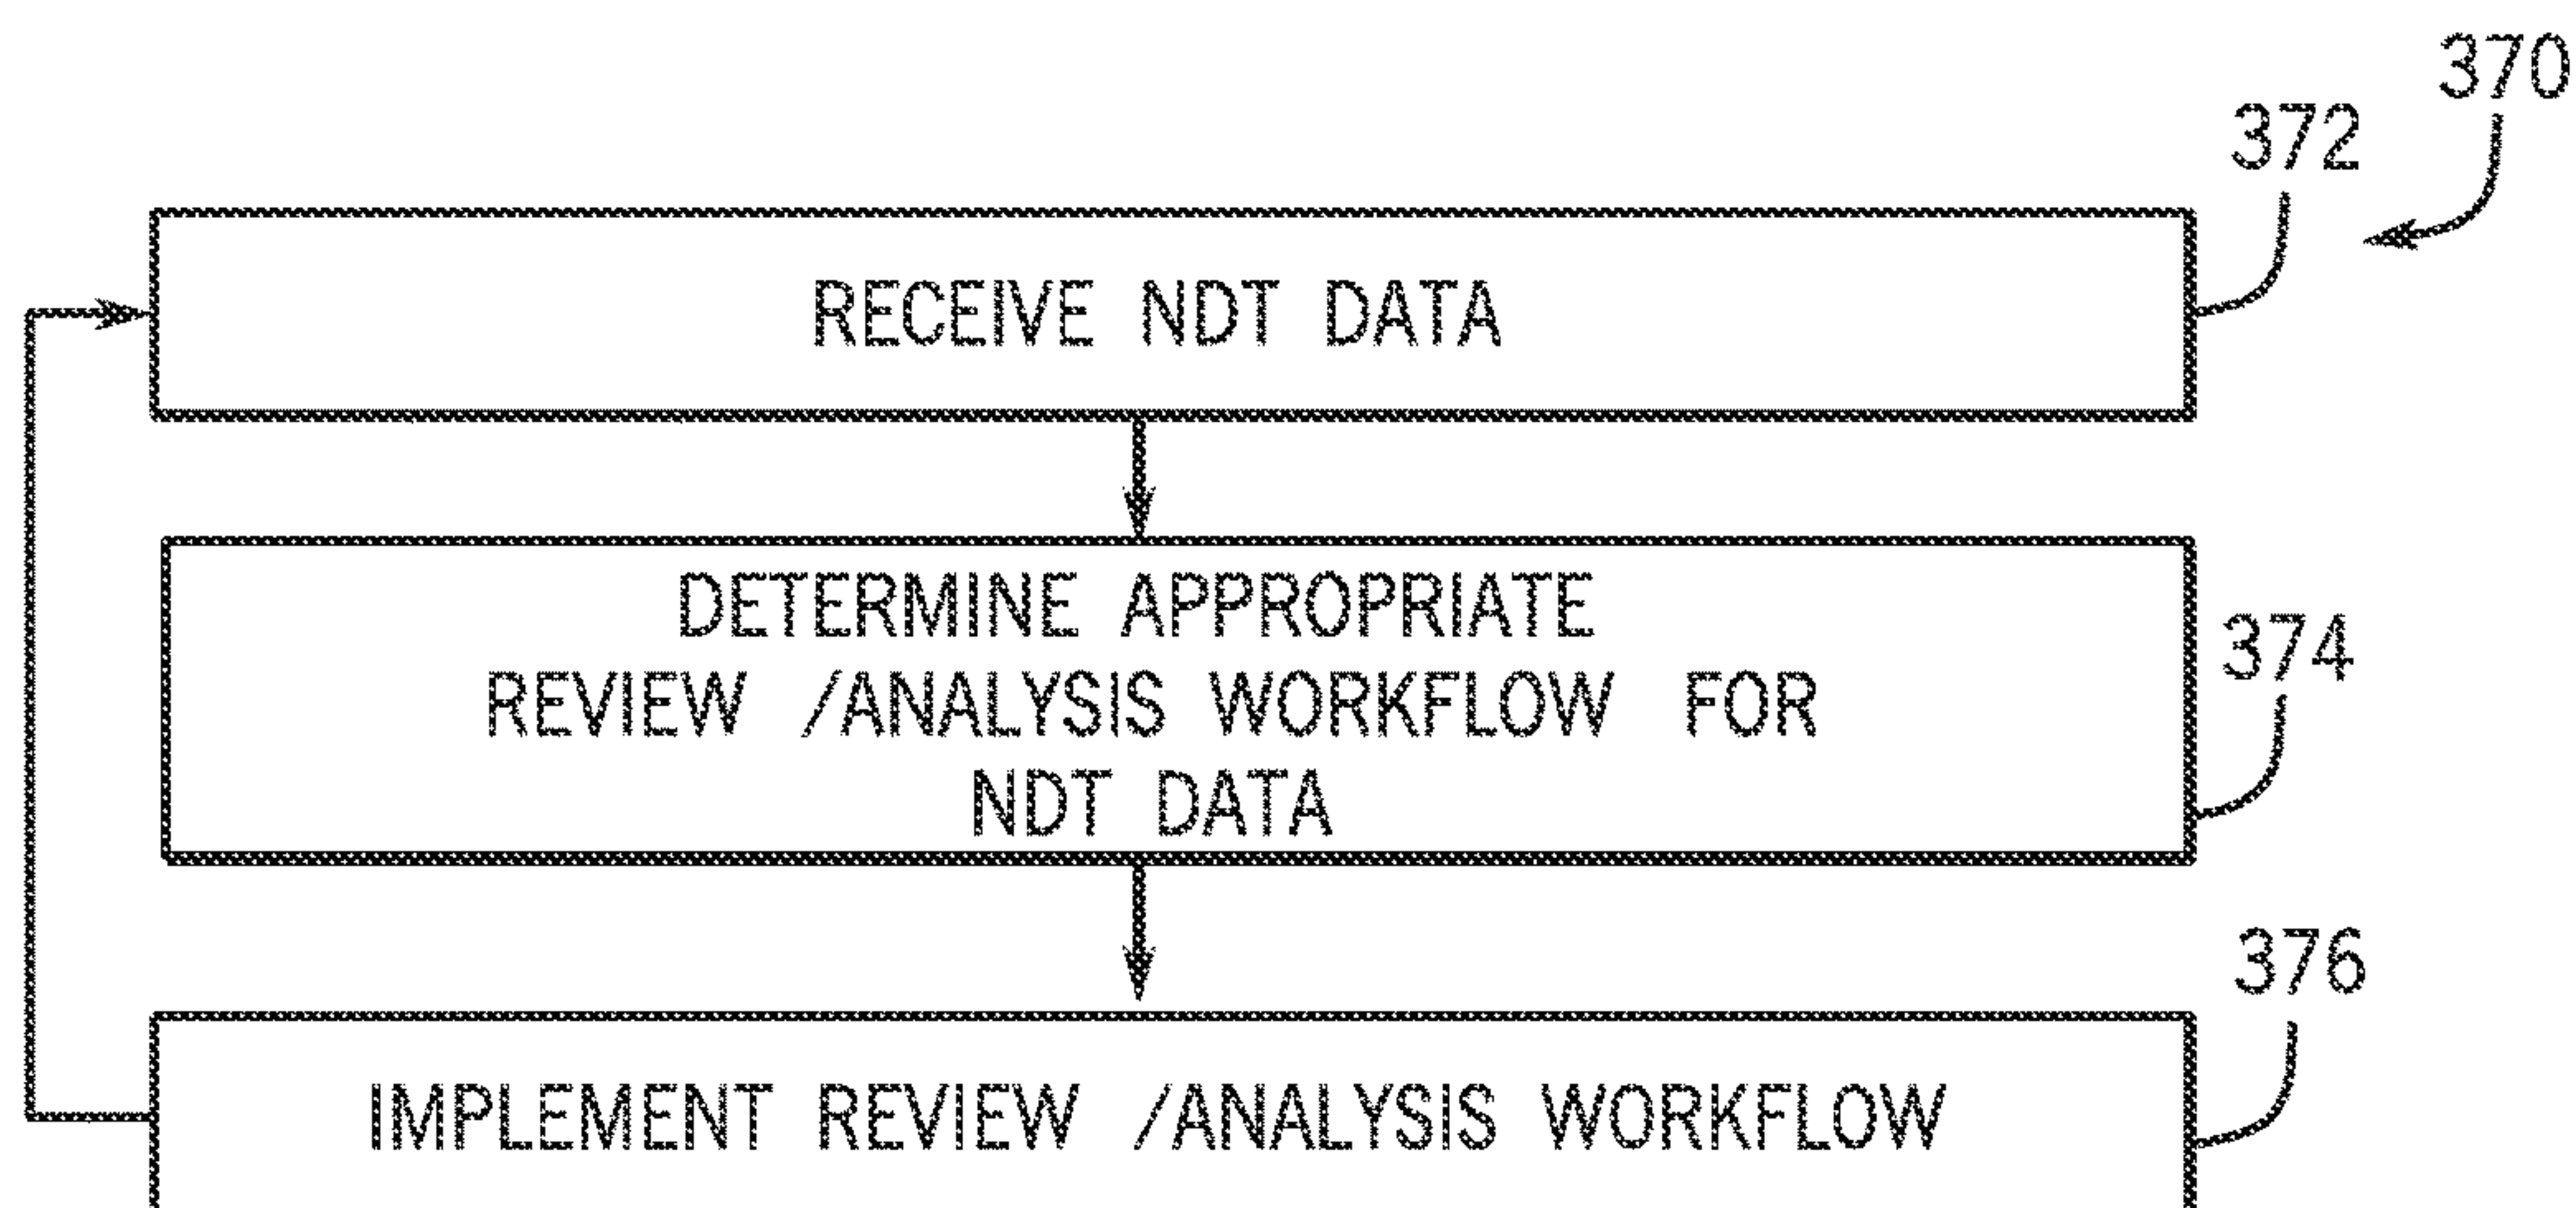 370
372
RECEIVE NDT DATA
DETERMINE APPROPRIATE
REVIEW /ANALYSIS WORKFLOW FOR
NDT DATA
374
376
IMPLEMENT REVIEW /ANALYSIS WORKFLOW